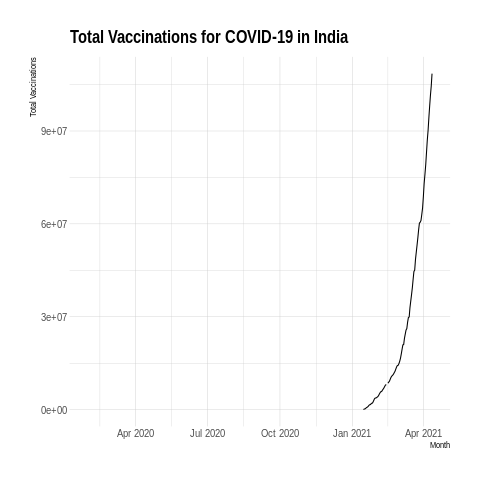 Total Vaccinations for COVID-19 in India
Total Vaccinations
9e+07
6e+07
3e+07
0e+00
Apr 2020 Jul 2020 Oct 2020 Jan 2021 Apr 2021
Month